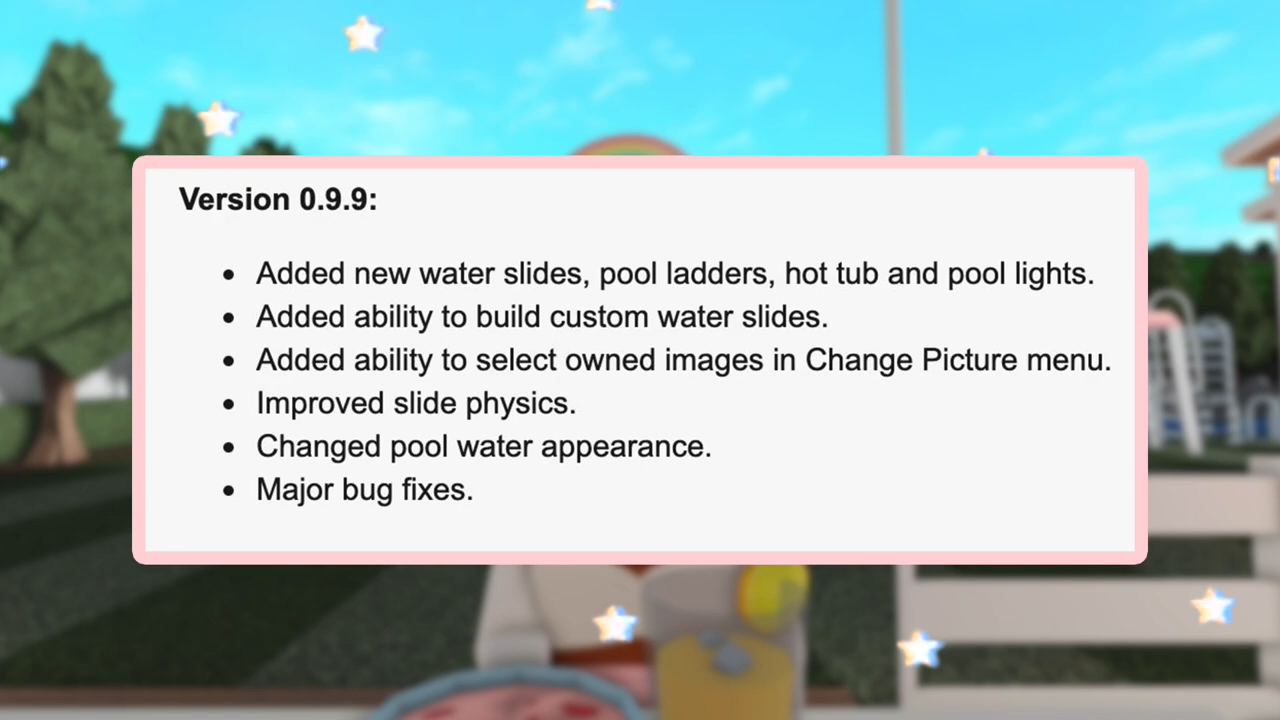 Version 0.9.9:
• Added new water slides, pool ladders, hot tub and pool lights.
• Added ability to build custom water slides.
• Added ability to select owned images in Change Picture menu.
• Improved slide physics.
• Changed pool water appearance.
• Major bug fixes.